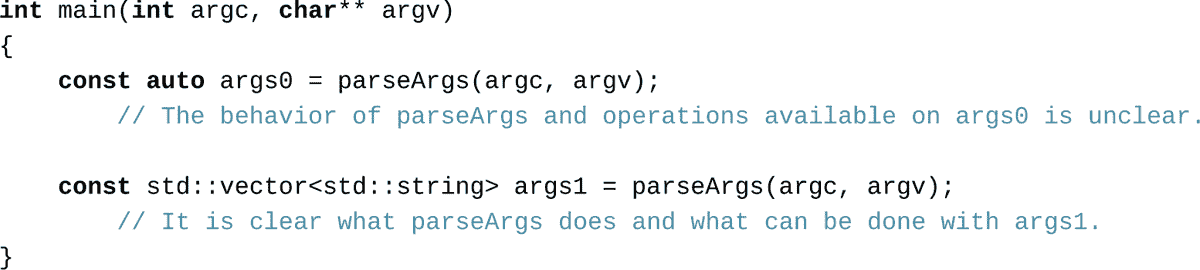 int main(int argc, char** argv)
{
    const auto args0 = parseArgs(argc, argv);
        // The behavior of parseArgs and operations available on args0 is unclear.

    const std::vector<std::string> args1 = parseArgs(argc, argv);
        // It is clear what parseArgs does and what can be done with args1.
}